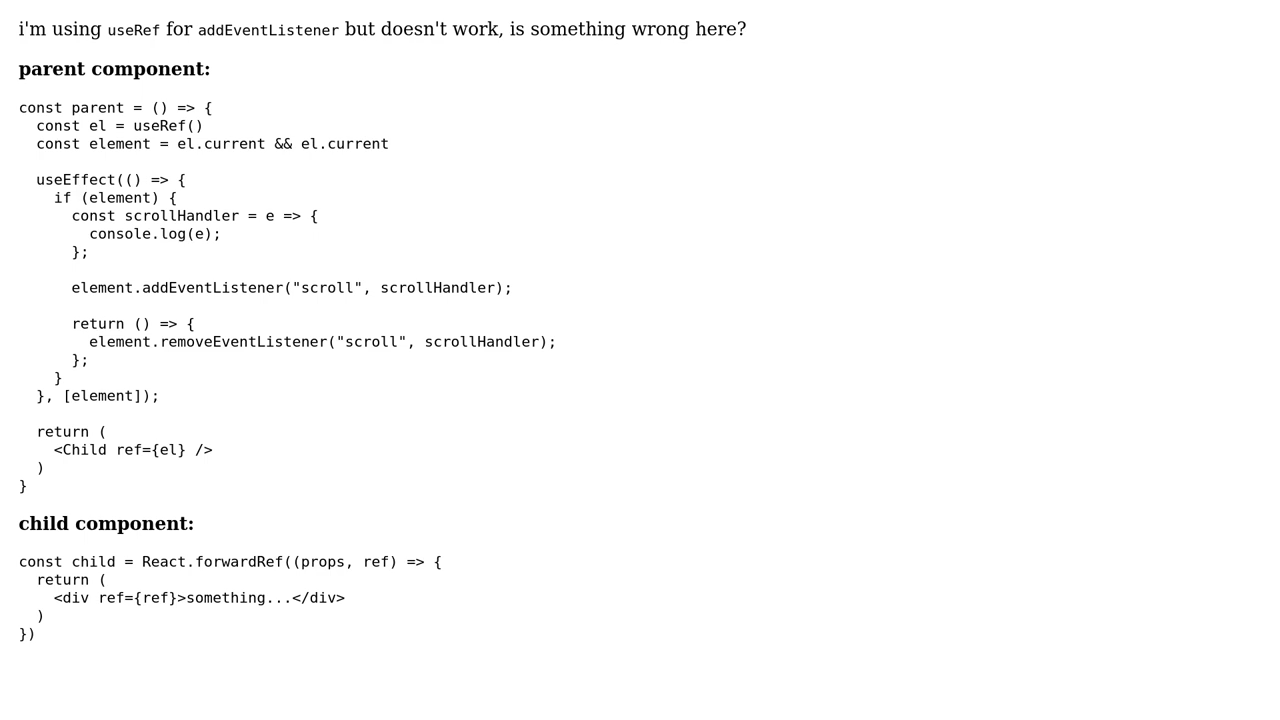 i'm using useRef for addEventListener but doesn't work, is something wrong here?
parent component:
const parent = () => {
  const el = useRef()
  const element = el.current && el.current
  useEffect(() => {
    if (element) {
      const scrollHandler = e => {
        console.log(e);
      };
      element.addEventListener("scroll", scrollHandler);
      return () => {
        element.removeEventListener("scroll", scrollHandler);
      };
    }
  }, [element]);
  return (
    <Child ref={el} />
  )
}
child component:
const child = React.forwardRef((props, ref) => {
  return (
    <div ref={ref}>something...</div>
  )
})